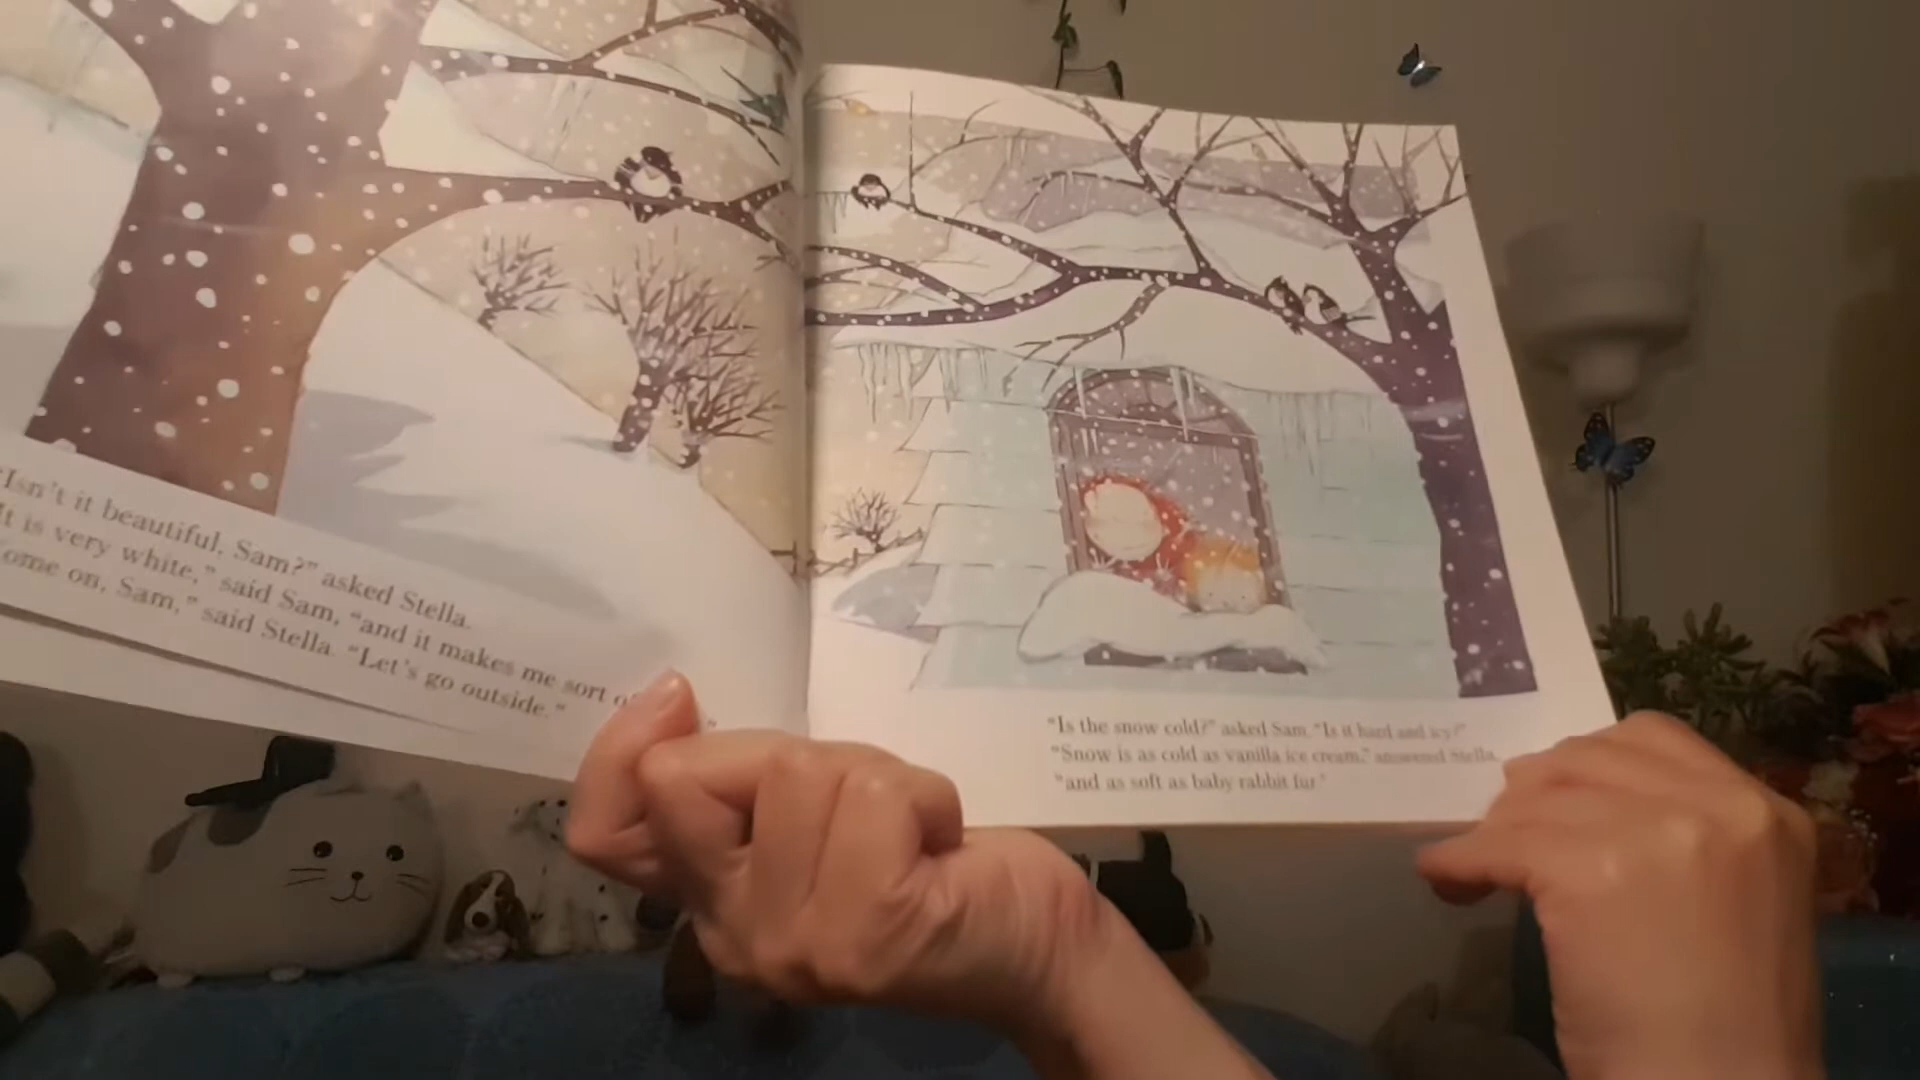 "Isn't it beautiful, Sam?" asked Stella.
"It is very white," said Sam, "and it makes me sort o
ome on, Sam," said Stella. "Let's go outside."
"Is the snow cold?" asked Sam. "Is it hard and icy?"
"Snow is as cold as vanilla ice cream," answered Stella,
"and as soft as baby rabbit fur."